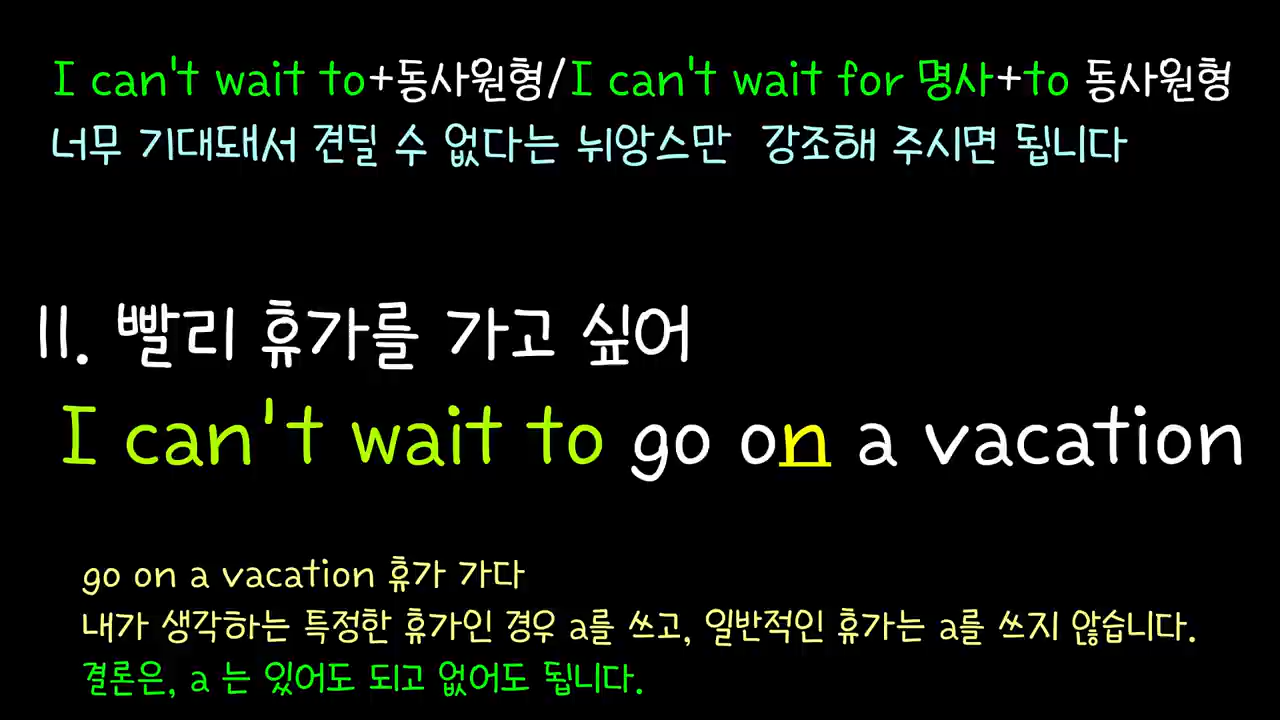 I can't wait to+동사원형/I can't wait for 명사+to 동사원형
너무 기대돼서 견딜 수 없다는 뉘앙스만 강조해 주시면 됩니다
11. 빨리 휴가를 가고 싶어
I can't wait to go on a vacation
go on a vacation 휴가 가다
내가 생각하는 특정한 휴가인 경우 a를 쓰고, 일반적인 휴가는 a를 쓰지 않습니다.
결론은, a 는 있어도 되고 없어도 됩니다.